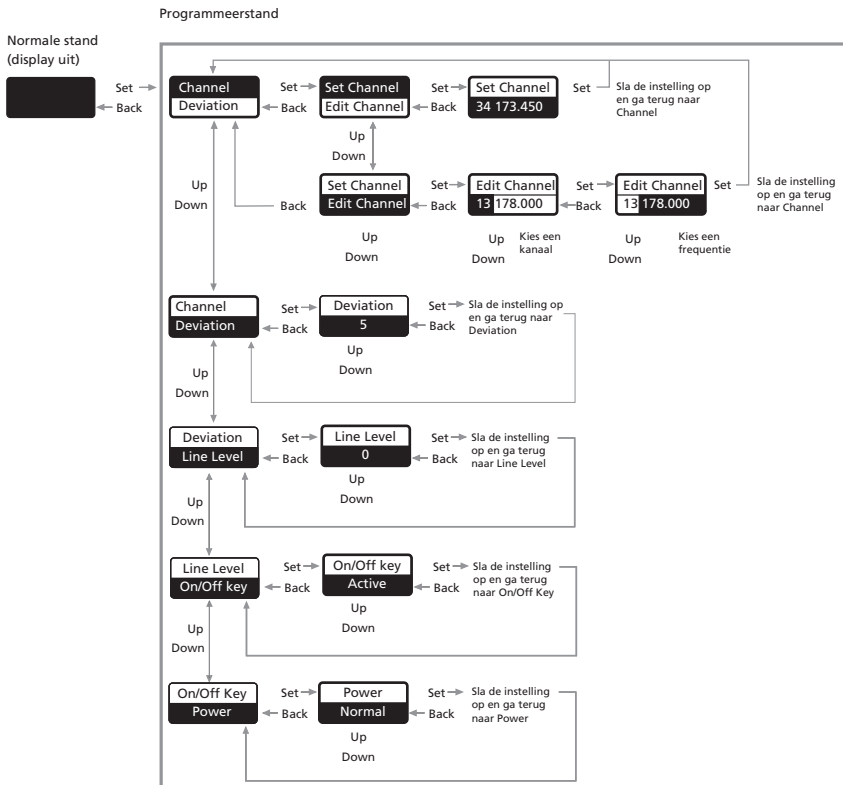 Programmeerstand
Normale stand
(display uit)
Set
Back
Channel
Deviation
Set
Back
Set Channel
Edit Channel
Set
Back
Set Channel
34 173.450
Set
Sla de instelling op
en ga terug naar
Channel
Up
Down
Up
Down
Back
Set Channel
Edit Channel
Set
Back
Edit Channel
13 178.000
Set
Back
Edit Channel
13 178.000
Set
Sla de instelling
op en ga terug
naar Channel
Up
Down
Up
Down
Kies een
kanaal
Up
Down
Kies een
frequentie
Channel
Deviation
Set
Back
Deviation
5
Set
Back
Sla de instelling op
en ga terug naar
Deviation
Up
Down
Up
Down
Deviation
Line Level
Set
Back
Line Level
0
Set
Back
Sla de instelling
op en ga terug
naar Line Level
Up
Down
Up
Down
Line Level
On/Off key
Set
Back
On/Off key
Active
Set
Back
Sla de instelling
op en ga terug
naar On/Off Key
Up
Down
Up
Down
On/Off Key
Power
Set
Back
Power
Normal
Set
Back
Sla de instelling
op en ga terug
naar Power
Up
Down